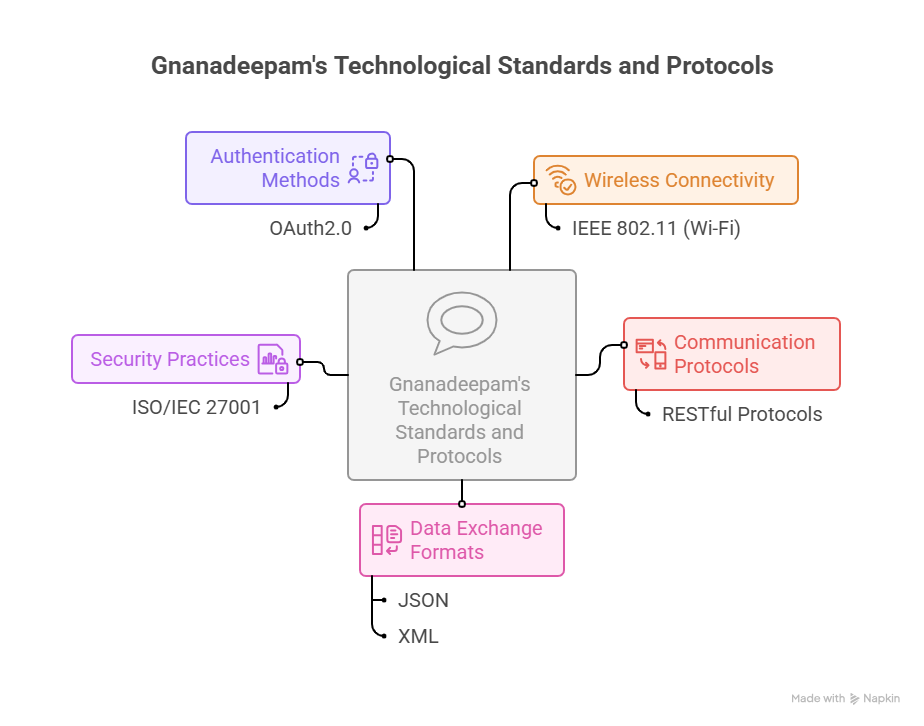 Gnanadeepam's Technological Standards and Protocols
Authentication
Methods
OAuth2.0
Wireless Connectivity
IEEE 802.11 (Wi-Fi)
Security Practices
ISO/IEC 27001
Communication
Protocols
RESTful Protocols
Gnanadeepam's
Technological
Standards and
Protocols
Data Exchange
Formats
JSON
XML
Made with Napkin